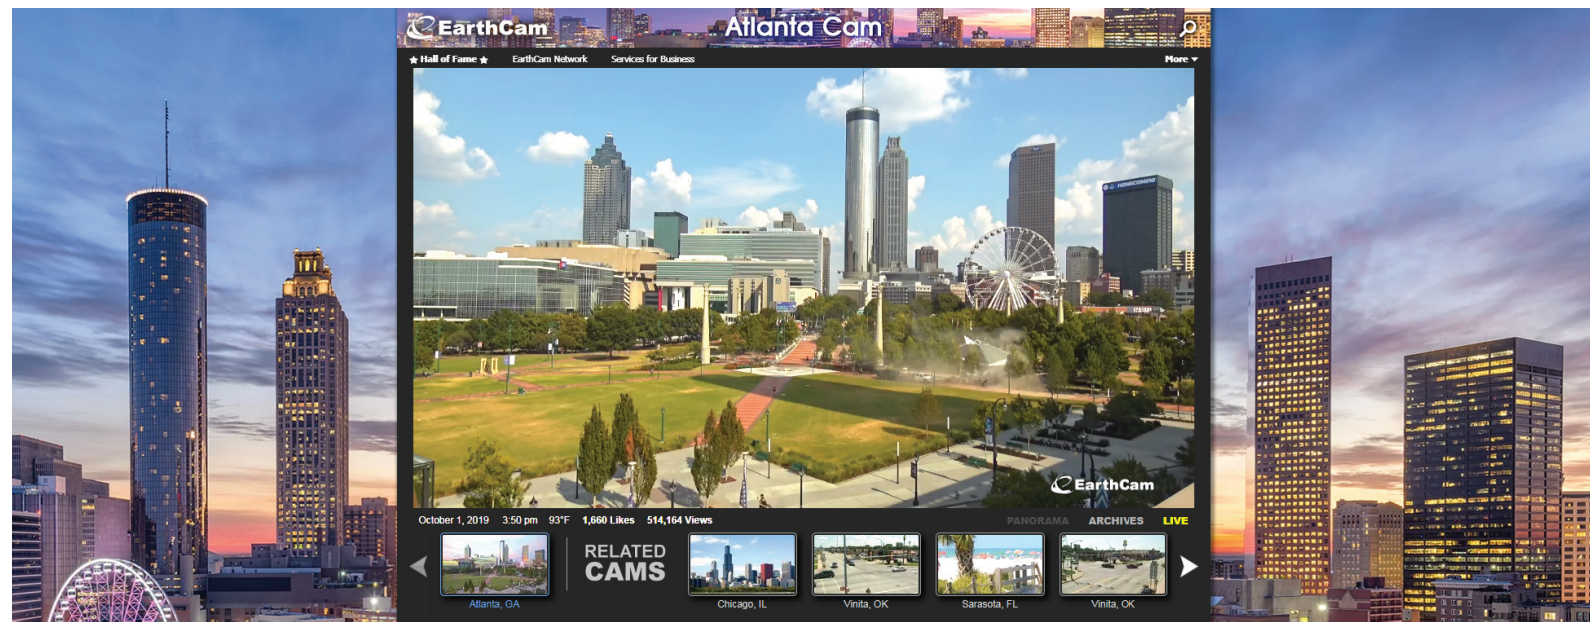 EarthCam
Atlanta Cam
Hall of Fame EarthCam Network Services for Business More
HOMECOMING
EarthCam
October 1, 2019 3:50 pm 93°F 1,660 Likes 514,164 Views PANORAMA ARCHIVES LIVE
RELATED
CAMS
Atlanta, GA Chicago, IL Vinita, OK Sarasota, FL Vinita, OK